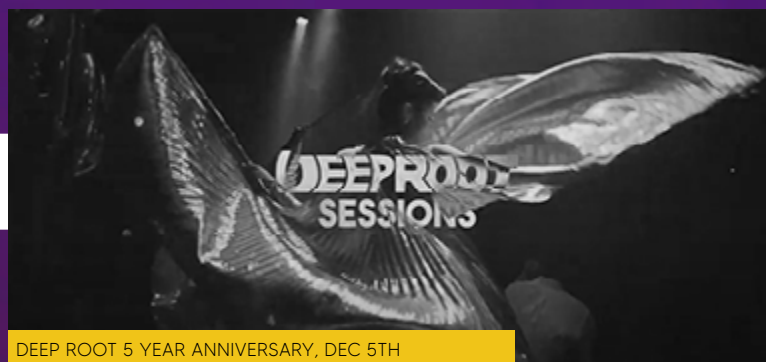 DEEPROOT
SESSIONS
DEEP ROOT 5 YEAR ANNIVERSARY, DEC 5TH